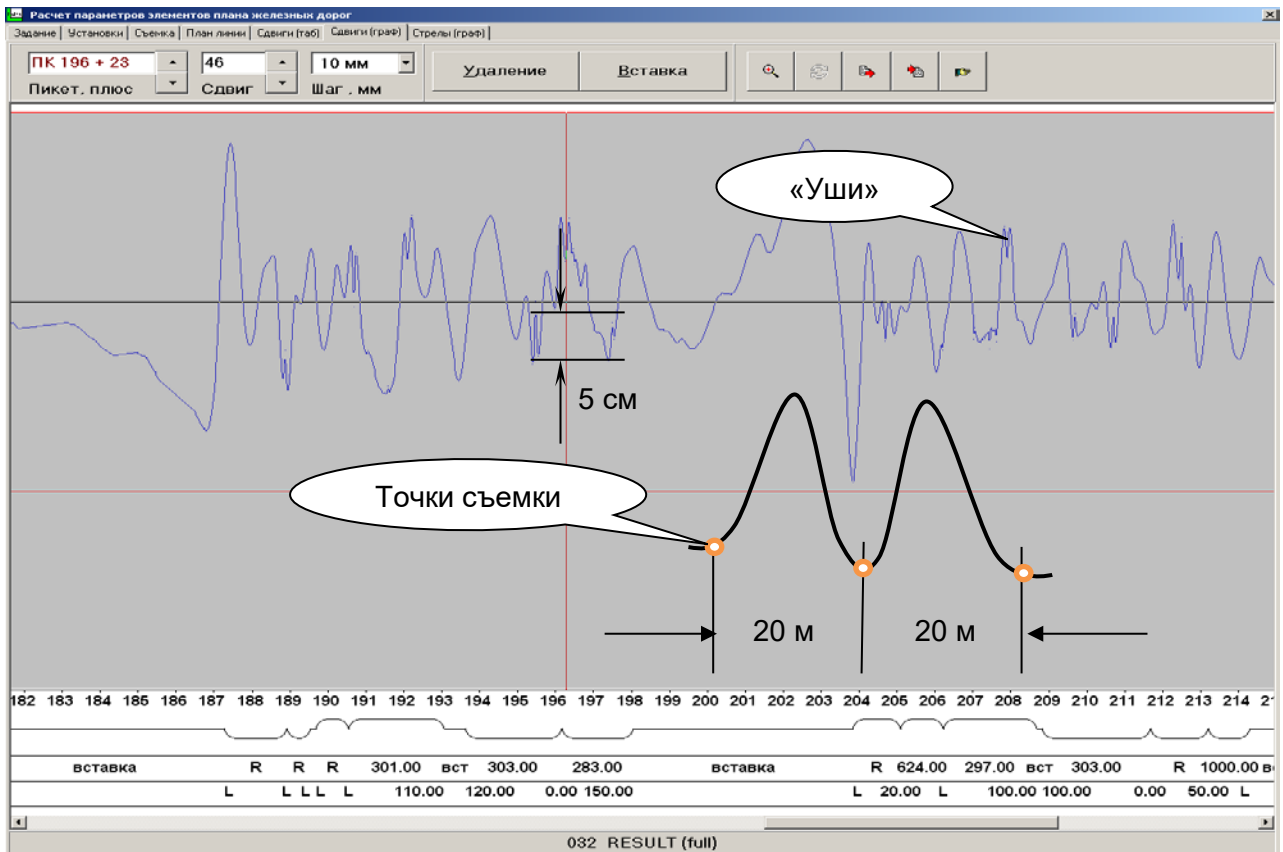 Расчет параметров элементов плана железных дорог
Задание Установки Съемка План линии Сдвиги (таб) Сдвиги (граф) Стрелы (граф)
ПК 196 + 23 46 10 мм Удаление Вставка
Пикет, плюс Сдвиг Шаг , мм
«Уши»
5 см
Точки съемки
20 м 20 м
182 183 184 185 186 187 188 189 190 191 192 193 194 195 196 197 198 199 200 201 202 203 204 205 206 207 208 209 210 211 212 213 214 21
вставка R R R 301.00 вст 303.00 283.00 вставка R 624.00 297.00 вст 303.00 R 1000.00 в
L L L L L 110.00 120.00 0.00 150.00 L 20.00 L 100.00 100.00 0.00 50.00 L
032 RESULT (full)